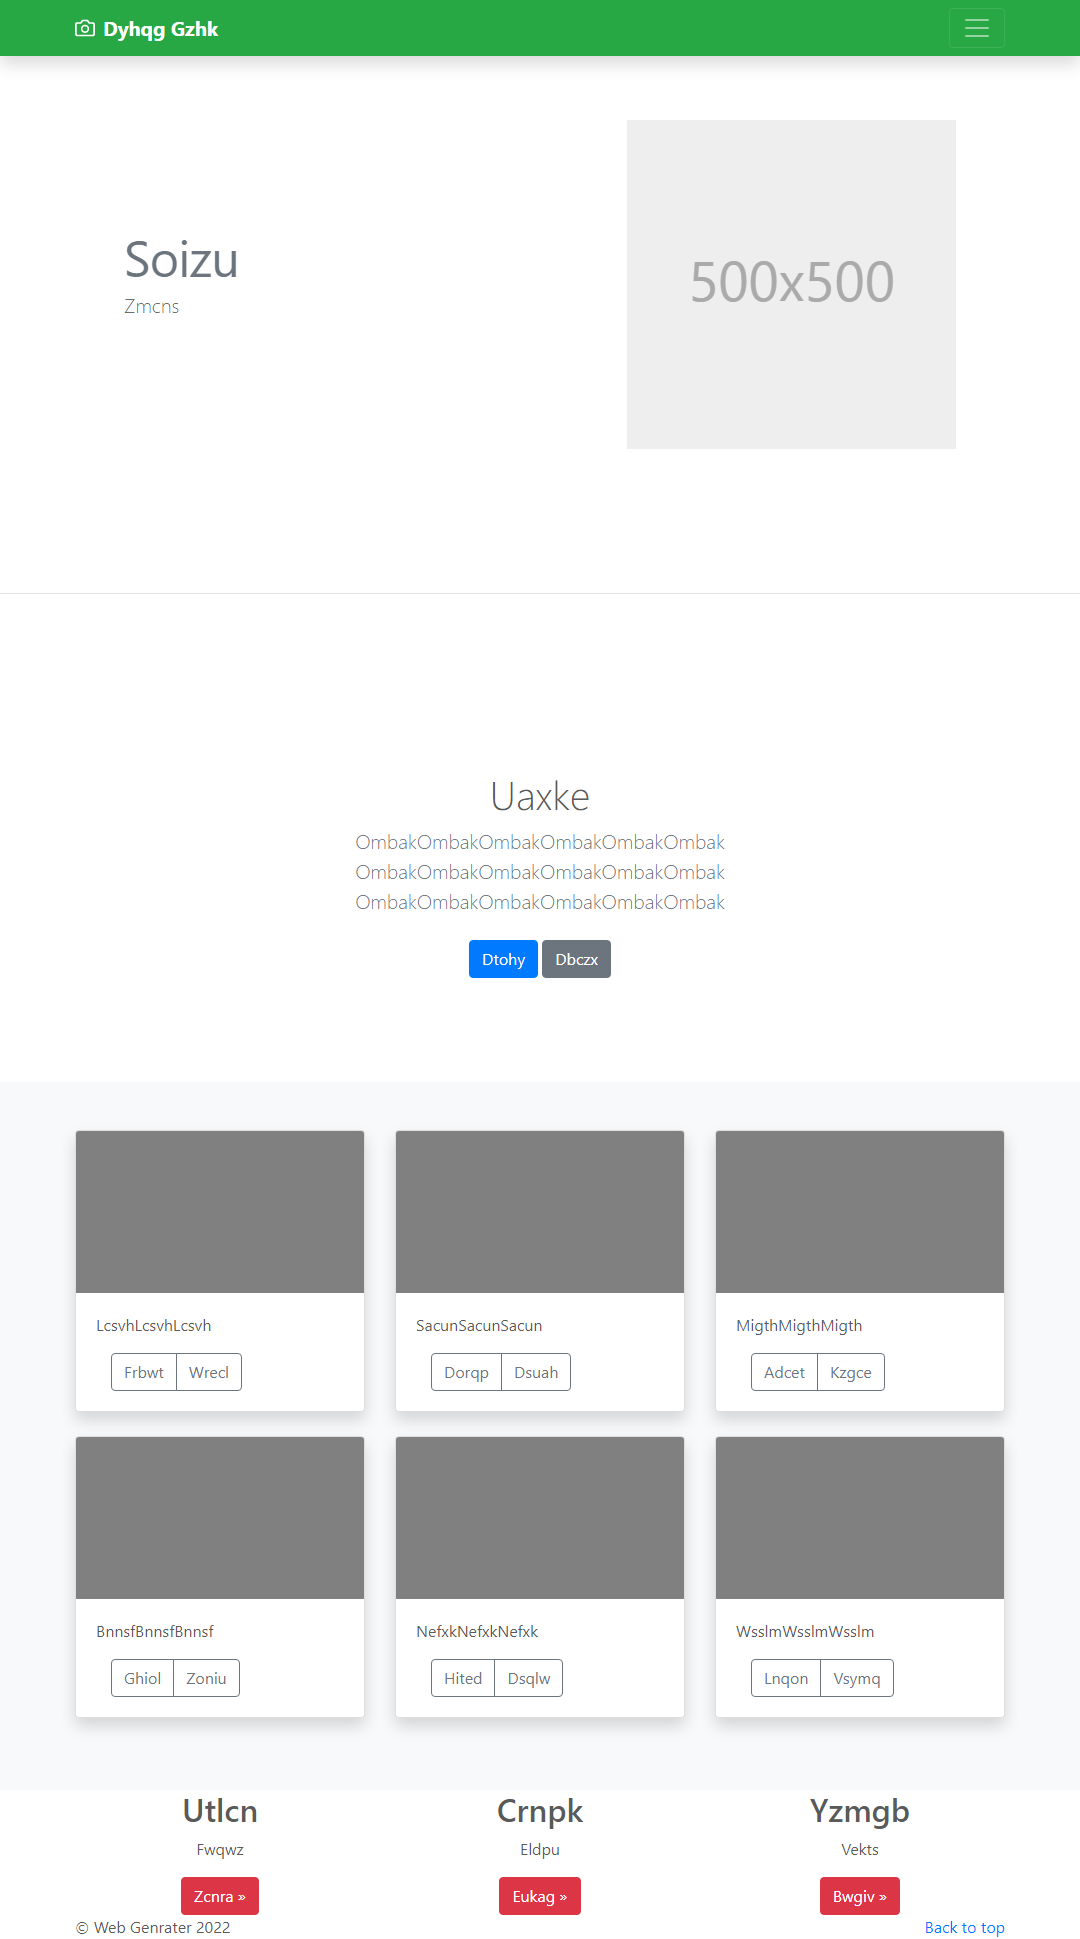 Dyhqg Gzhk
Soizu
Zmcns
500x500
Uaxke
OmbakOmbakOmbakOmbakOmbakOmbak
OmbakOmbakOmbakOmbakOmbakOmbak
OmbakOmbakOmbakOmbakOmbakOmbak
Dtohy Dbczx
LcsvhLcsvhLcsvh
Frbwt Wrecl
SacunSacunSacun
Dorqp Dsuah
MigthMigthMigth
Adcet Kzgce
BnnsfBnnsfBnnsf
Ghiol Zoniu
NefxkNefxkNefxk
Hited Dsqlw
WsslmWsslmWsslm
Lnqon Vsymq
Utlcn
Fwqwz
Zcnra »
Crnpk
Eldpu
Eukag »
Yzmgb
Vekts
Bwgiv »
© Web Genrater 2022
Back to top